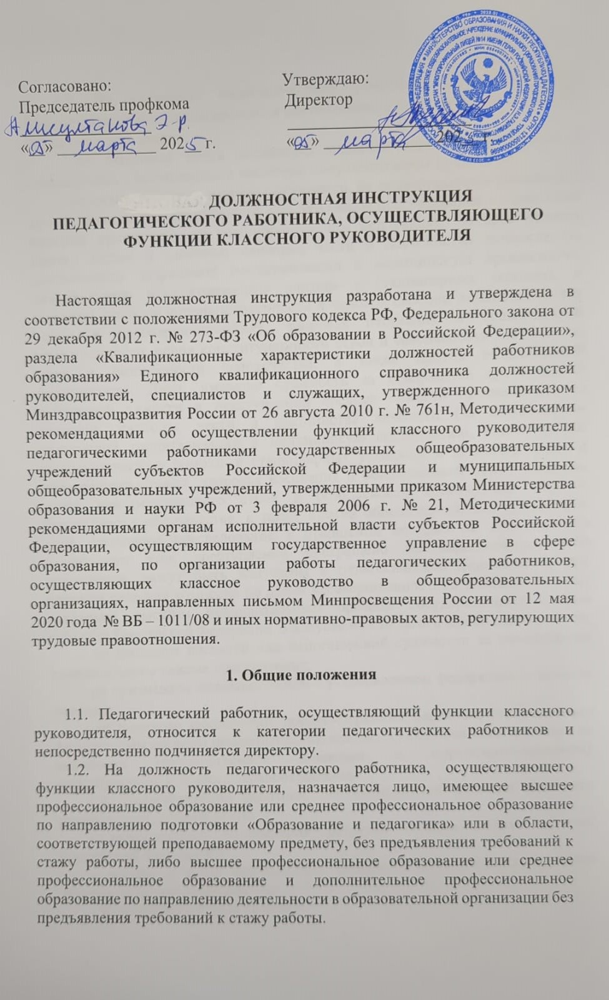 Согласовано:
Председатель профкома
Амисултанова Э.Р.
«05» марта 2025 г.
Утверждаю:
Директор
«05» марта 202
ДОЛЖНОСТНАЯ ИНСТРУКЦИЯ
ПЕДАГОГИЧЕСКОГО РАБОТНИКА, ОСУЩЕСТВЛЯЮЩЕГО
ФУНКЦИИ КЛАССНОГО РУКОВОДИТЕЛЯ
Настоящая должностная инструкция разработана и утверждена в
соответствии с положениями Трудового кодекса РФ, Федерального закона от
29 декабря 2012 г. № 273-ФЗ «Об образовании в Российской Федерации»,
раздела «Квалификационные характеристики должностей работников
образования» Единого квалификационного справочника должностей
руководителей, специалистов и служащих, утвержденного приказом
Минздравсоцразвития России от 26 августа 2010 г. № 761н, Методическими
рекомендациями об осуществлении функций классного руководителя
педагогическими работниками государственных общеобразовательных
учреждений субъектов Российской Федерации и муниципальных
общеобразовательных учреждений, утвержденными приказом Министерства
образования и науки РФ от 3 февраля 2006 г. № 21, Методическими
рекомендациями органам исполнительной власти субъектов Российской
Федерации, осуществляющим государственное управление в сфере
образования, по организации работы педагогических работников,
осуществляющих классное руководство в общеобразовательных
организациях, направленных письмом Минпросвещения России от 12 мая
2020 года № ВБ – 1011/08 и иных нормативно-правовых актов, регулирующих
трудовые правоотношения.
1. Общие положения
1.1. Педагогический работник, осуществляющий функции классного
руководителя, относится к категории педагогических работников и
непосредственно подчиняется директору.
1.2. На должность педагогического работника, осуществляющего
функции классного руководителя, назначается лицо, имеющее высшее
профессиональное образование или среднее профессиональное образование
по направлению подготовки «Образование и педагогика» или в области,
соответствующей преподаваемому предмету, без предъявления требований к
стажу работы, либо высшее профессиональное образование или среднее
профессиональное образование и дополнительное профессиональное
образование по направлению деятельности в образовательной организации без
предъявления требований к стажу работы.